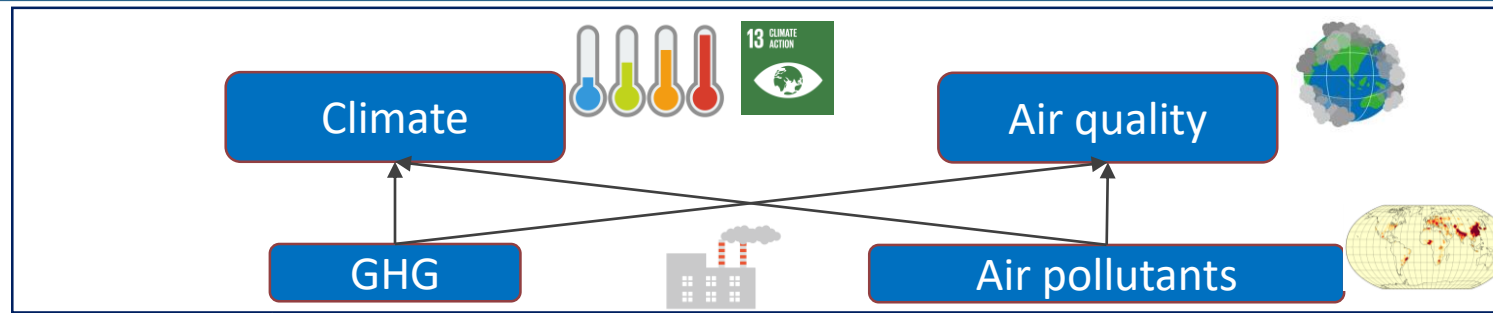 13 CLIMATE
ACTION
Climate
Air quality
GHG
Air pollutants